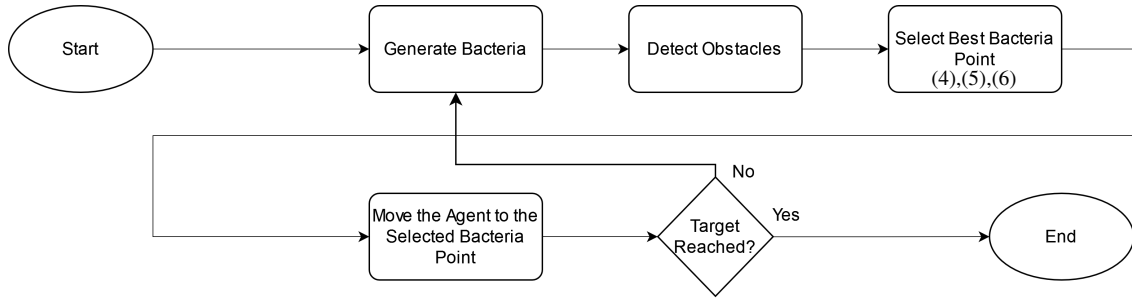 Start
Generate Bacteria
Detect Obstacles
Select Best Bacteria
Point
(4),(5),(6)
No
Move the Agent to the
Selected Bacteria
Point
Target
Reached?
Yes
End